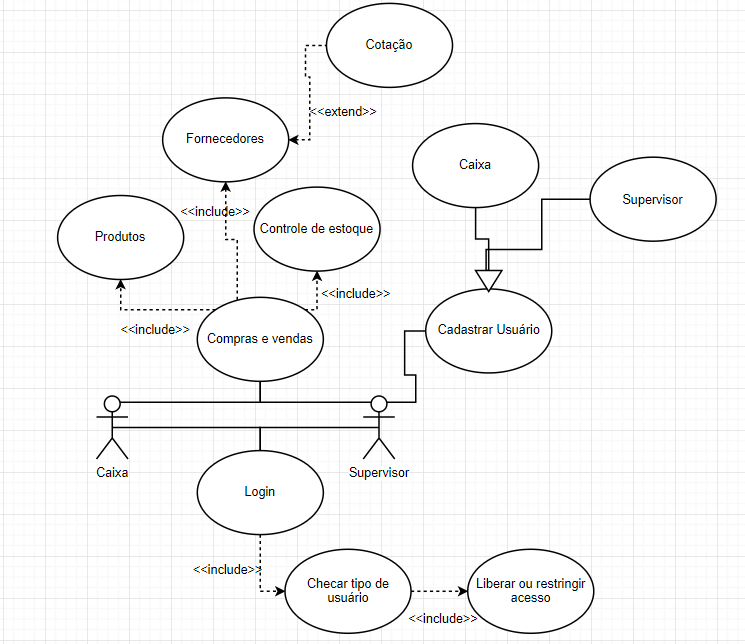 Cotação
<<extend>>
Fornecedores
Caixa
Supervisor
<<include>>
Produtos
Controle de estoque
<<include>>
<<include>>
Compras e vendas
Cadastrar Usuário
Caixa
Supervisor
Login
<<include>>
Checar tipo de
usuário
Liberar ou restringir
acesso
<<include>>